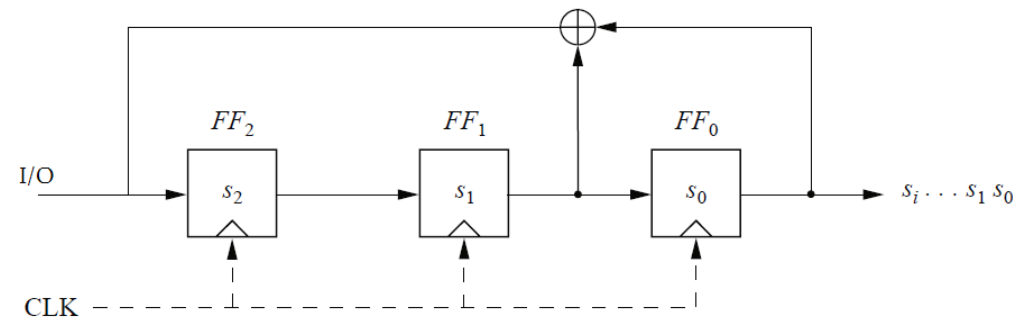 FF₂ FF₁ FF₀
I/O s₂ s₁ s₀ sᵢ . . . s₁ s₀
CLK